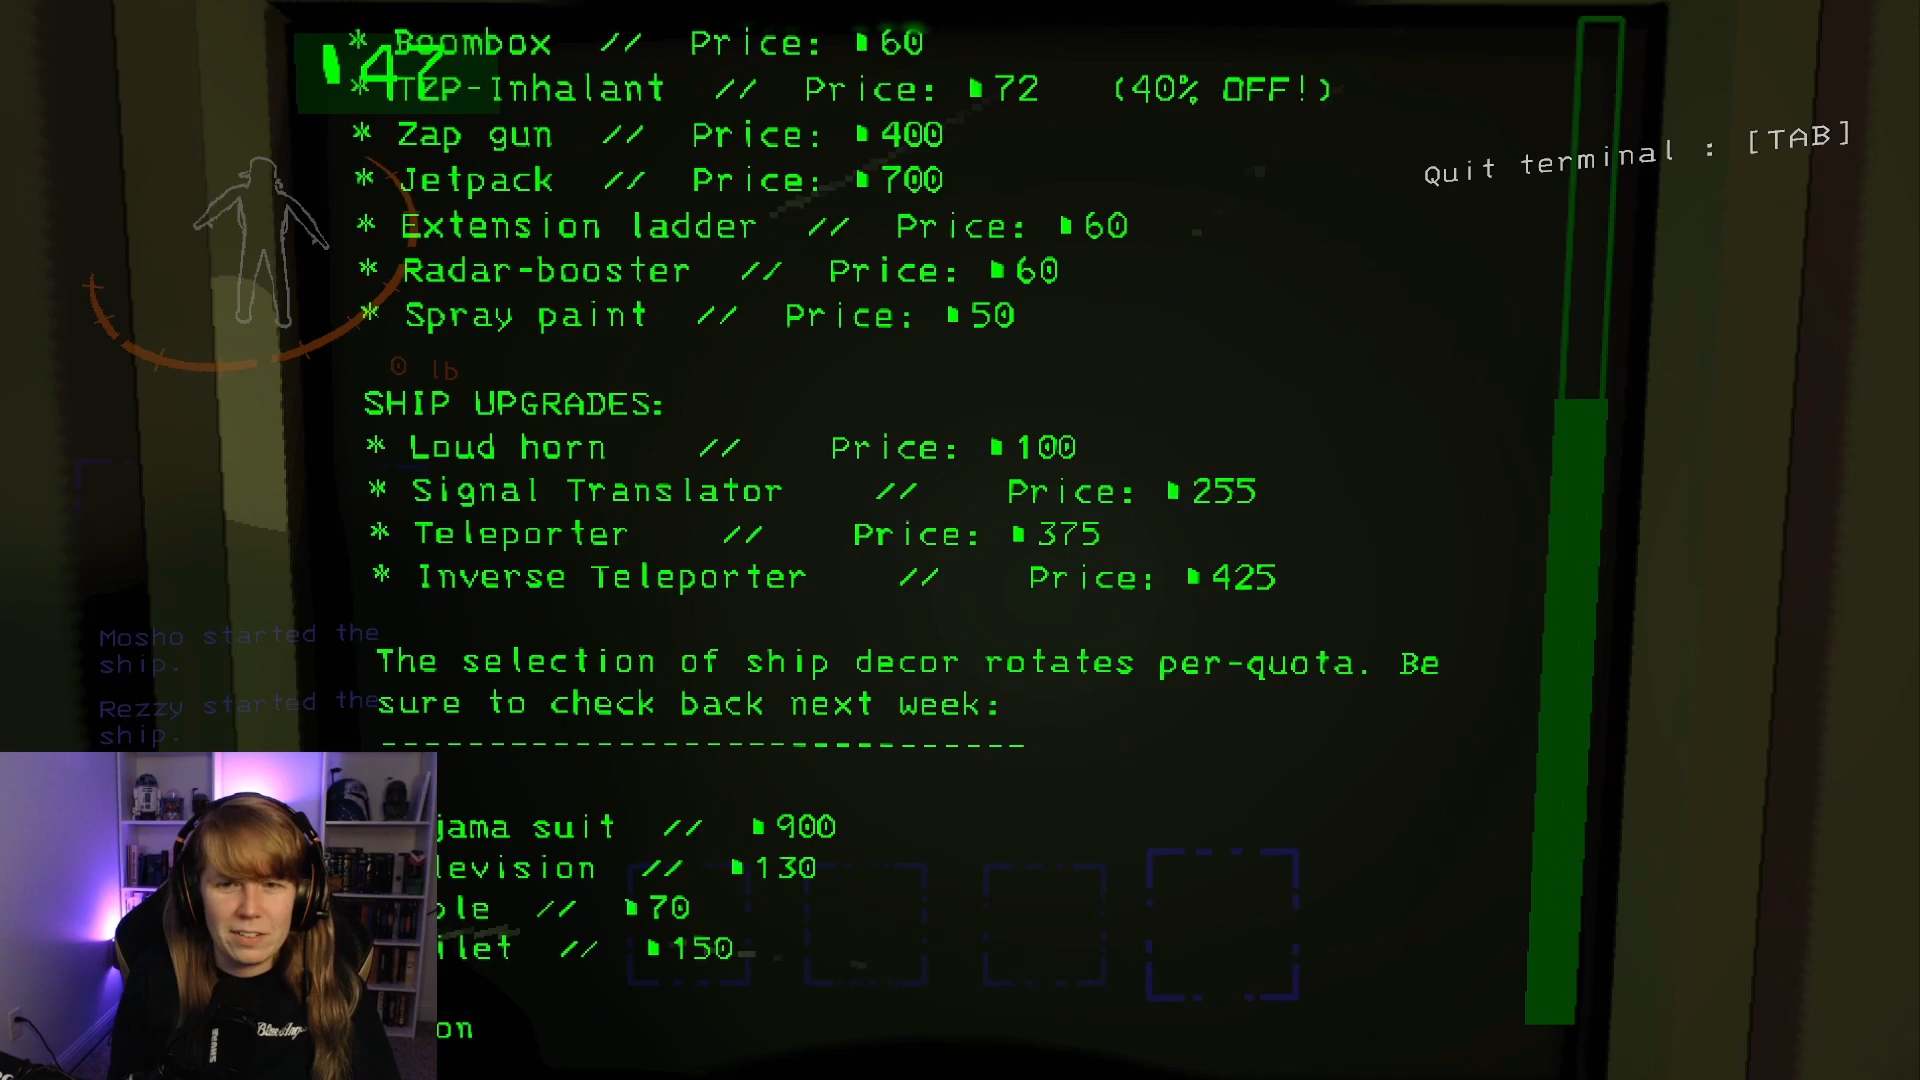 * Boombox // Price: ▮60
▮47
* TZP-Inhalant // Price: ▮72 (40% OFF!)
* Zap gun // Price: ▮400
Quit terminal : [TAB]
* Jetpack // Price: ▮700
* Extension ladder // Price: ▮60
* Radar-booster // Price: ▮60
* Spray paint // Price: ▮50
0 lb
SHIP UPGRADES:
* Loud horn // Price: ▮100
* Signal Translator // Price: ▮255
* Teleporter // Price: ▮375
* Inverse Teleporter // Price: ▮425
Mosho started the
ship.
Rezzy started the
ship.
The selection of ship decor rotates per-quota. Be
sure to check back next week:
------------------------------
jama suit // ▮900
levision // ▮130
ble // ▮70
ilet // ▮150
on